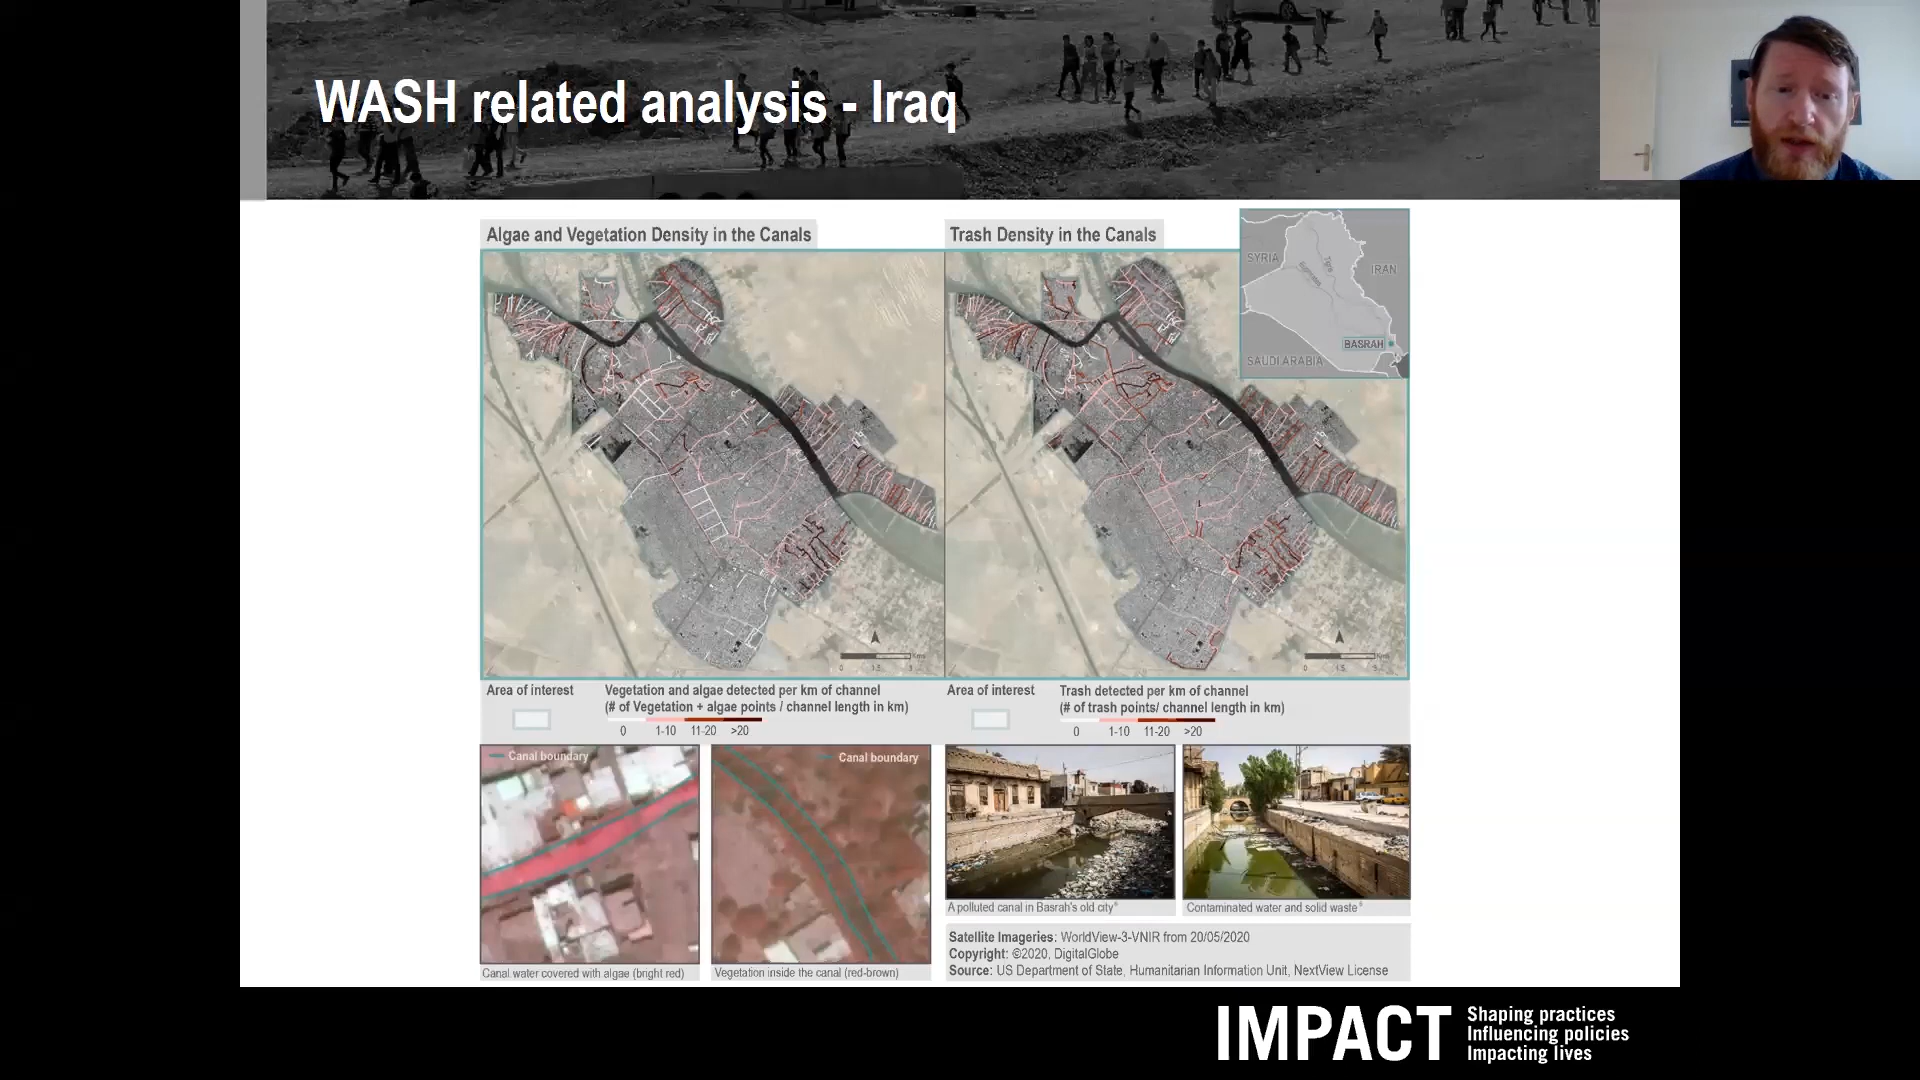 WASH related analysis - Iraq
Algae and Vegetation Density in the Canals
Trash Density in the Canals
SYRIA
IRAN
BASRAH
SAUDI ARABIA
Area of interest
Vegetation and algae detected per km of channel
(# of Vegetation + algae points / channel length in km)
0 1-10 11-20 >20
Area of interest
Trash detected per km of channel
(# of trash points/ channel length in km)
0 1-10 11-20 >20
Canal boundary
Canal boundary
Canal water covered with algae (bright red)
Vegetation inside the canal (red-brown)
A polluted canal in Basrah's old city
Contaminated water and solid waste
Satellite Imageries: WorldView-3-VNIR from 20/05/2020
Copyright: ©2020, DigitalGlobe
Source: US Department of State, Humanitarian Information Unit, NextView License
IMPACT
Shaping practices
Influencing policies
Impacting lives